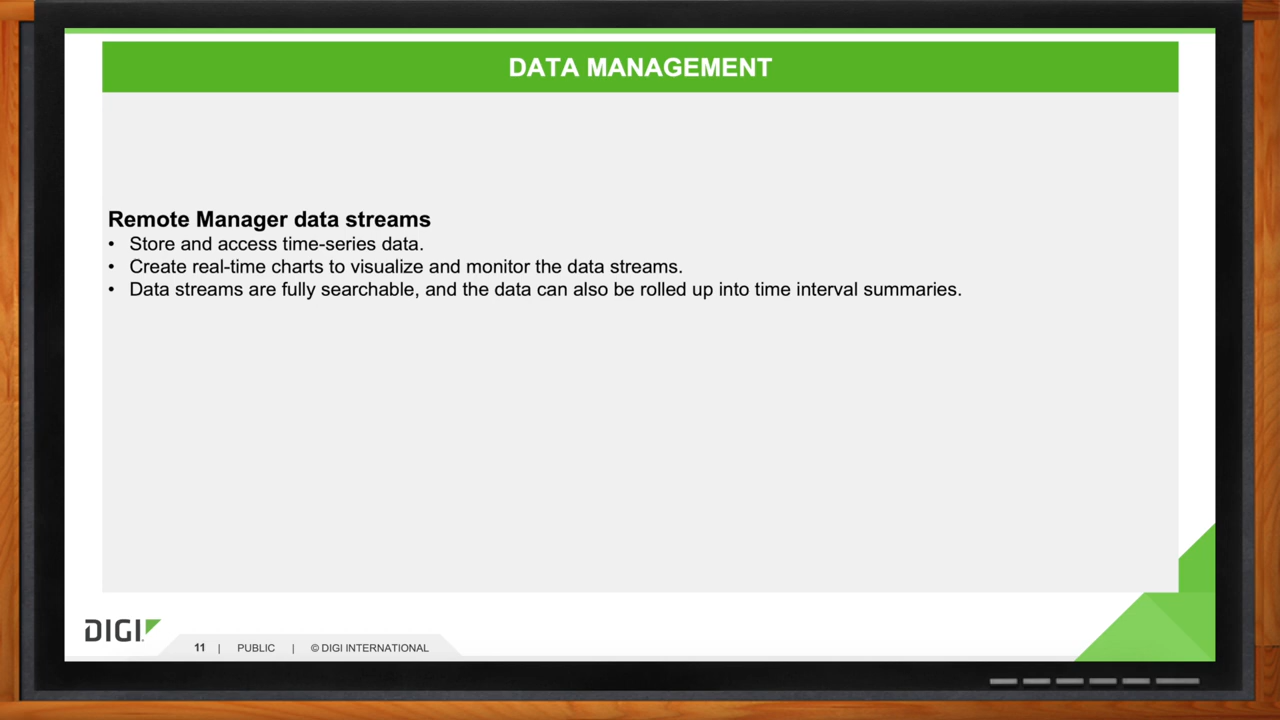 DATA MANAGEMENT
Remote Manager data streams
• Store and access time-series data.
• Create real-time charts to visualize and monitor the data streams.
• Data streams are fully searchable, and the data can also be rolled up into time interval summaries.
DIGI
11 | PUBLIC | © DIGI INTERNATIONAL